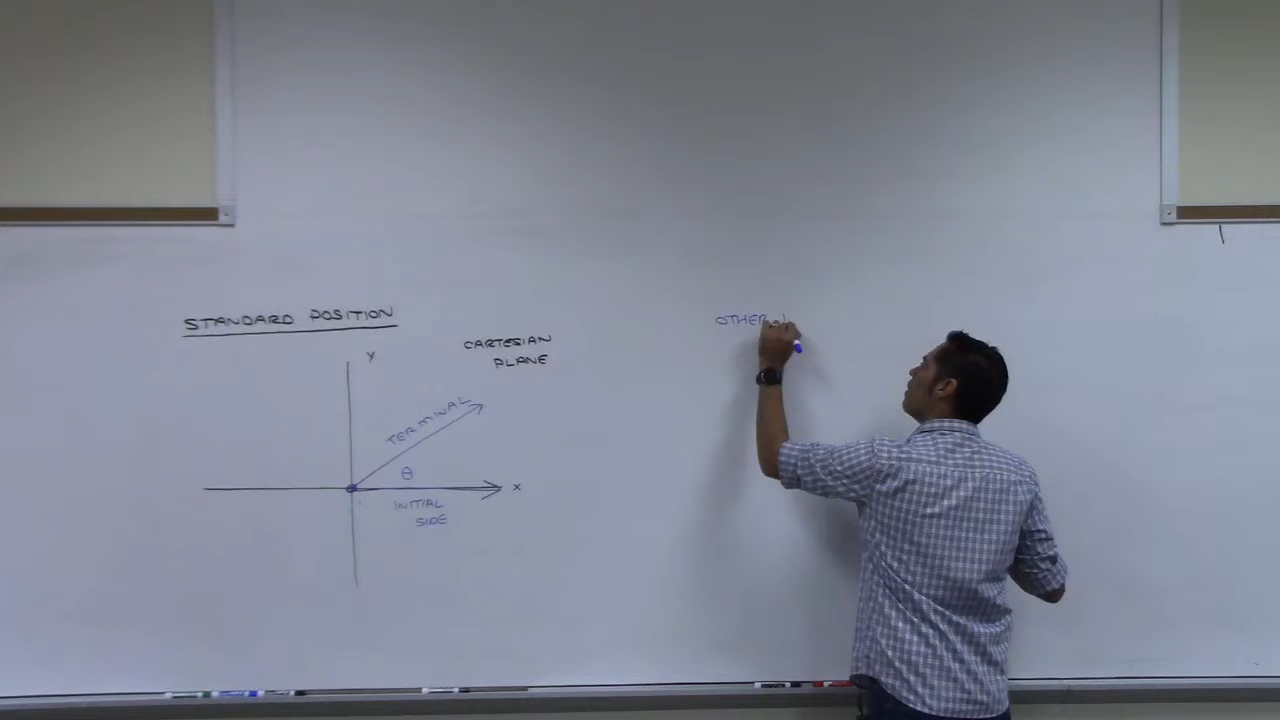 STANDARD POSITION
y
CARTESIAN
PLANE
TERMINAL
θ
x
INITIAL
SIDE
OTHER